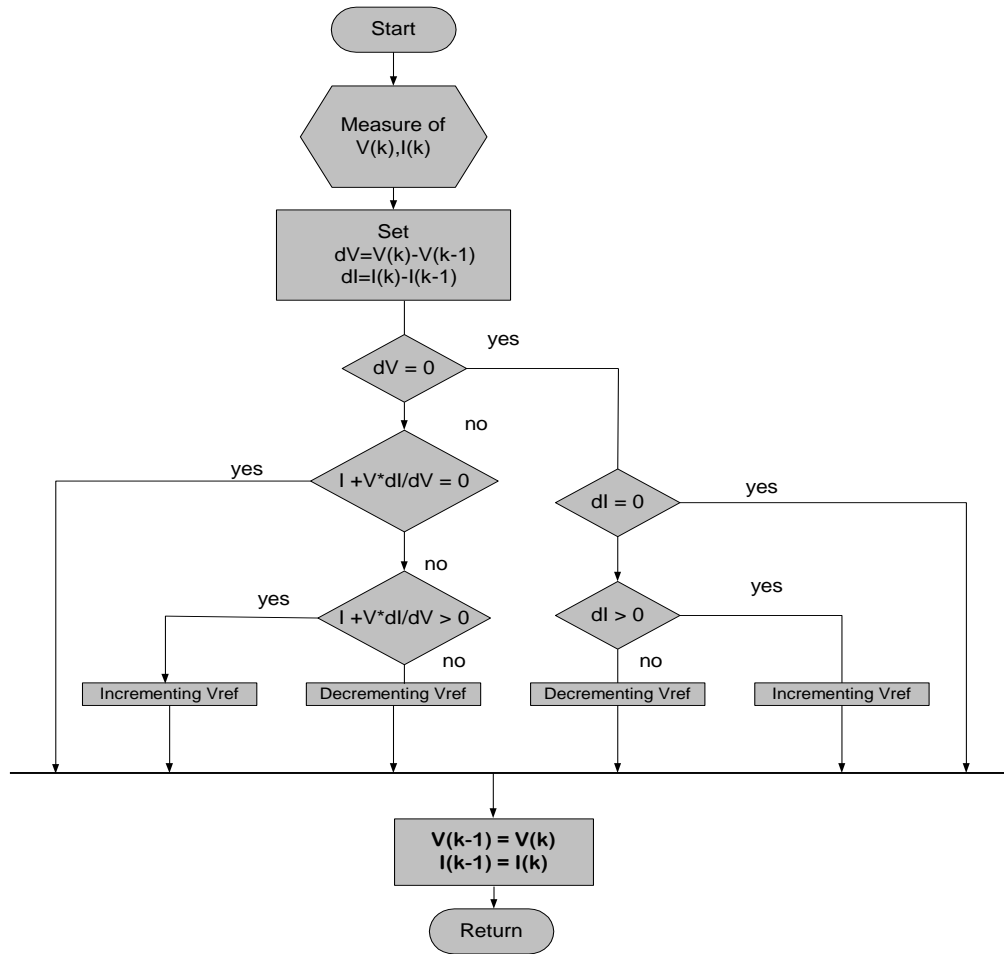 Start
Measure of
V(k),I(k)
Set
dV=V(k)-V(k-1)
dI=I(k)-I(k-1)
yes
dV = 0
no
yes
I +V*dI/dV = 0
yes
dI = 0
no
yes
I +V*dI/dV > 0
yes
dI > 0
no
no
Incrementing Vref
Decrementing Vref
Decrementing Vref
Incrementing Vref
V(k-1) = V(k)
I(k-1) = I(k)
Return